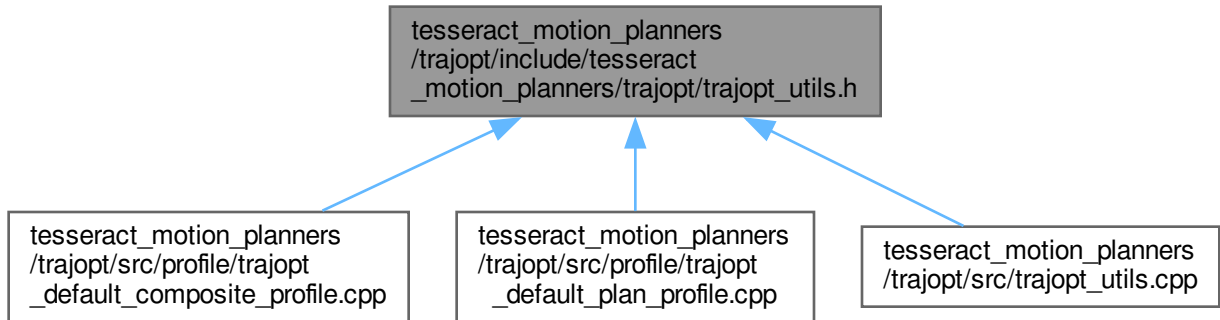 tesseract_motion_planners
/trajopt/include/tesseract
_motion_planners/trajopt/trajopt_utils.h
tesseract_motion_planners
/trajopt/src/profile/trajopt
_default_composite_profile.cpp
tesseract_motion_planners
/trajopt/src/profile/trajopt
_default_plan_profile.cpp
tesseract_motion_planners
/trajopt/src/trajopt_utils.cpp